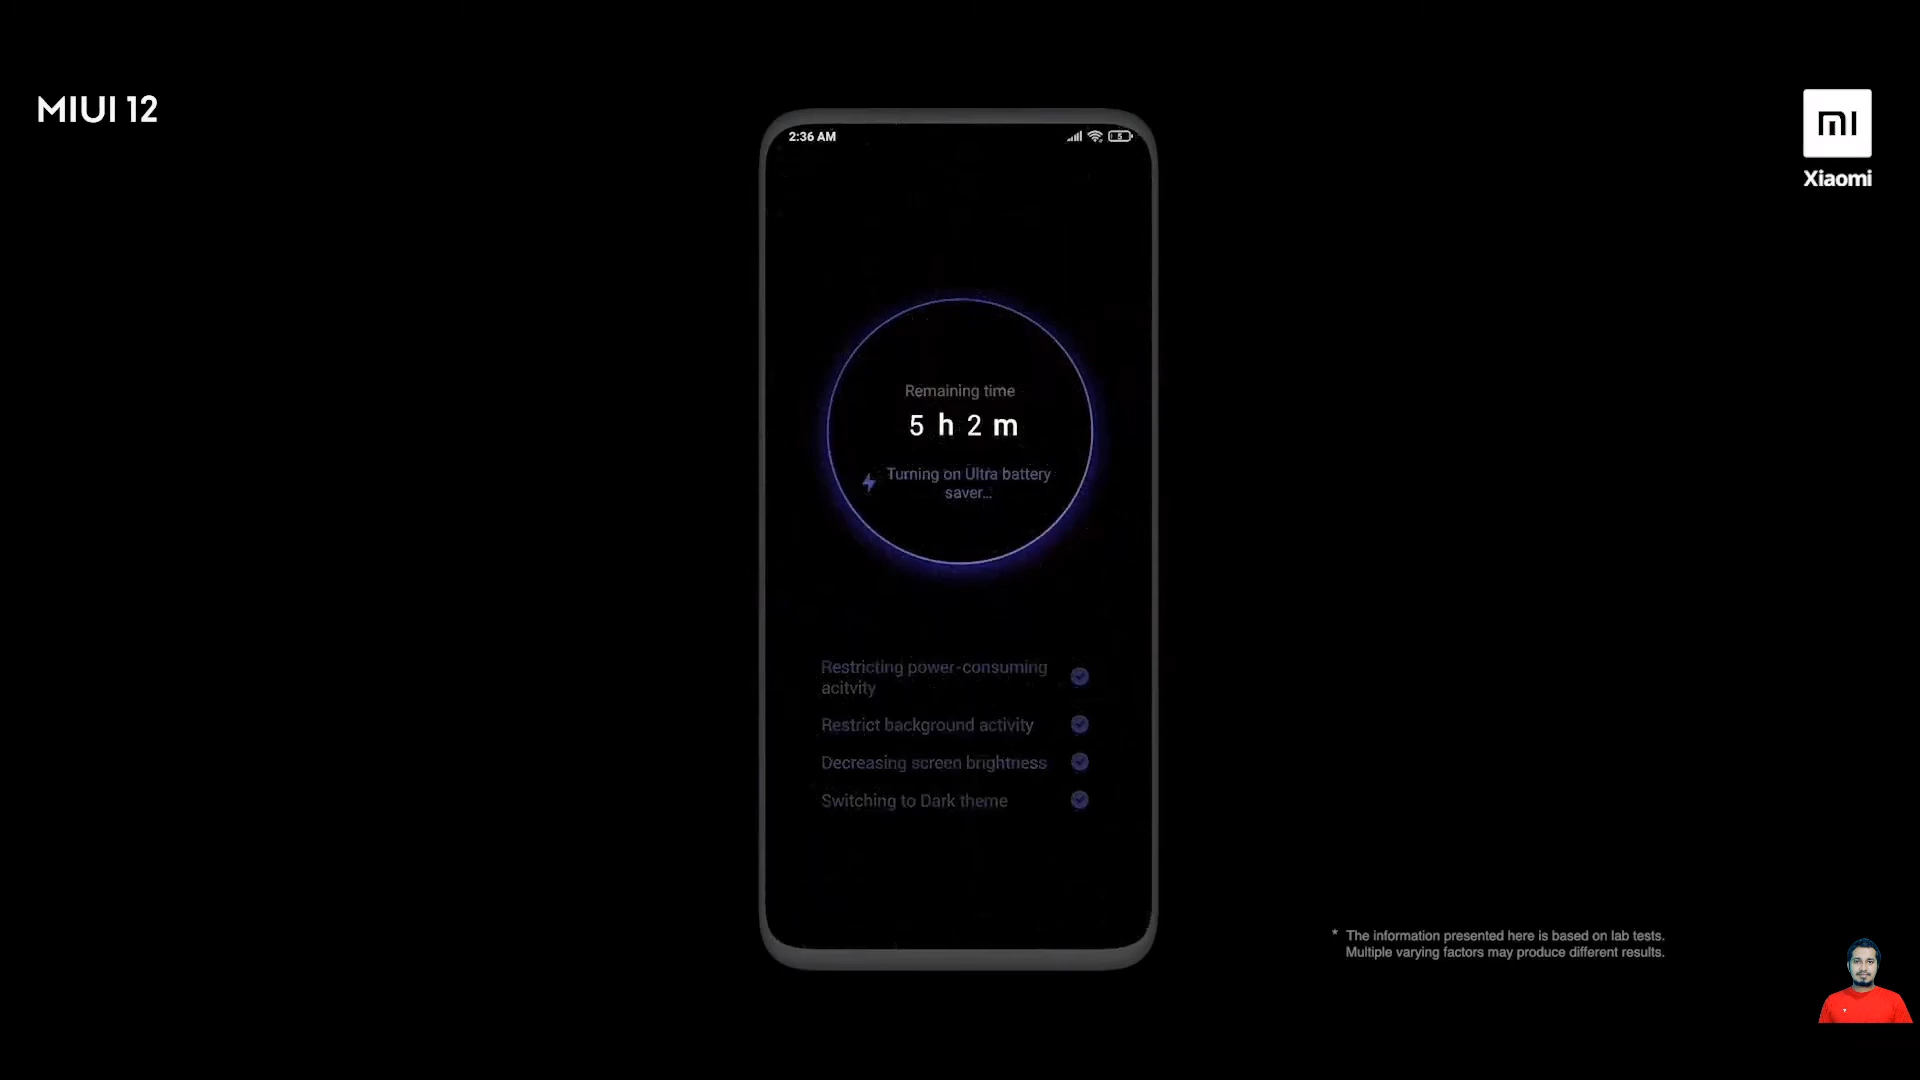 MIUI 12
mi
Xiaomi
2:36 AM
5
Remaining time
5 h 2 m
Turning on Ultra battery
saver...
Restricting power-consuming
acitvity
Restrict background activity
Decreasing screen brightness
Switching to Dark theme
* The information presented here is based on lab tests.
Multiple varying factors may produce different results.